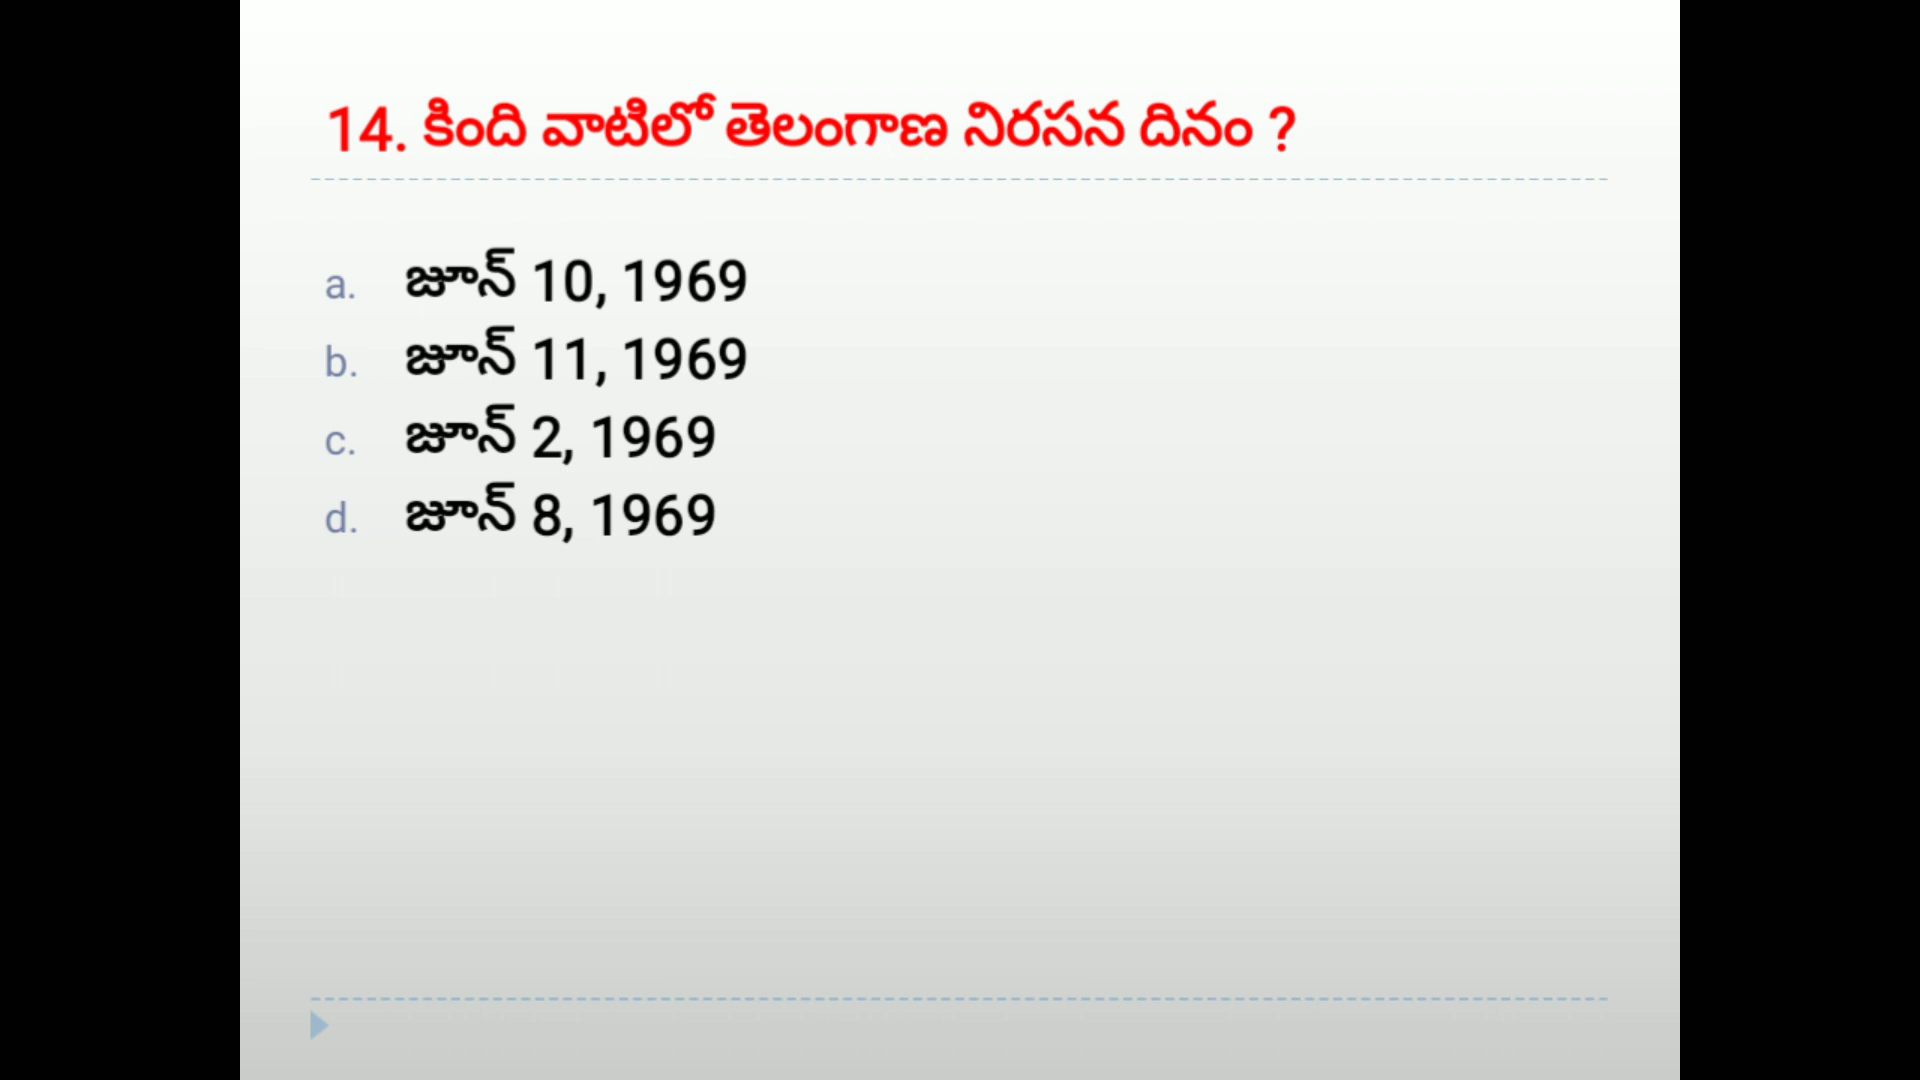 14. కింది వాటిలో తెలంగాణ నిరసన దినం ?
a. జూన్ 10, 1969
b. జూన్ 11, 1969
c. జూన్ 2, 1969
d. జూన్ 8, 1969